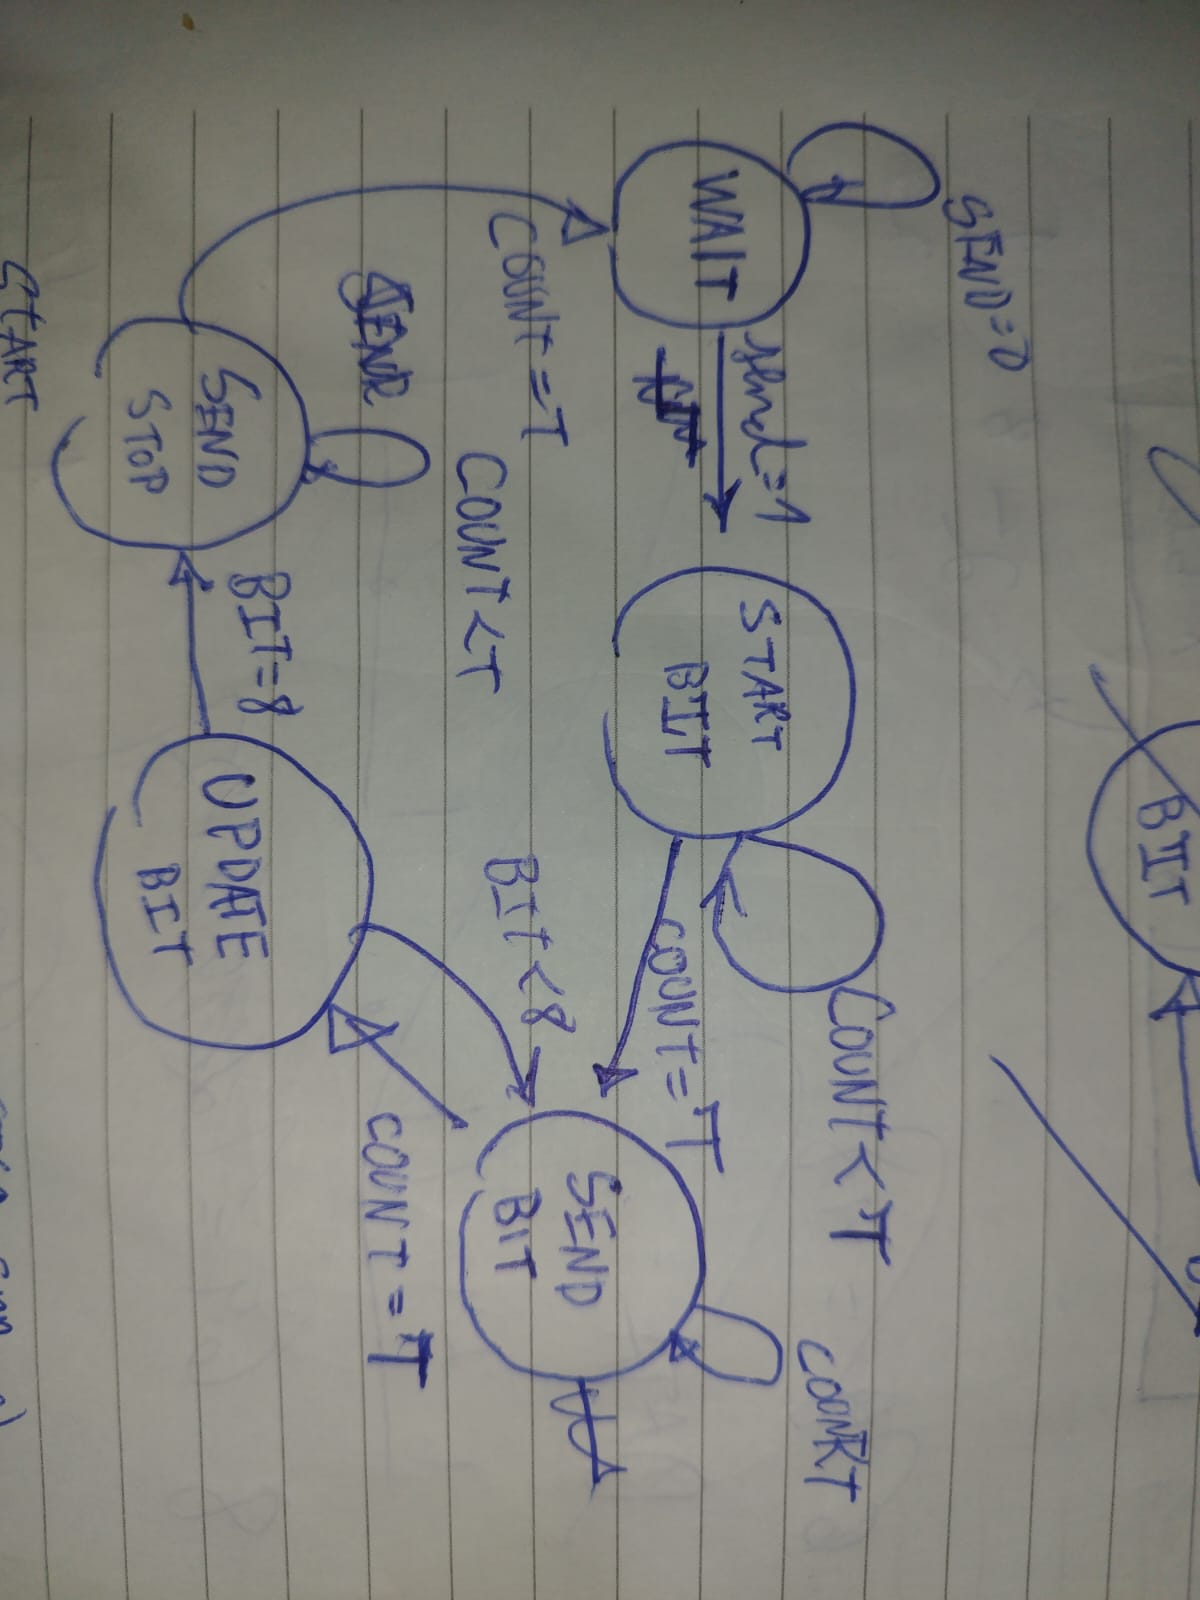 SEND=0
WAIT
send=1
START
BIT
COUNT<T
COUNT=T
COUNT<T
SEND
BIT
COUNT=T
BIT<8
UPDATE
BIT
BIT=8
SEND
STOP
COUNT<T
COUNT=T
BIT
START